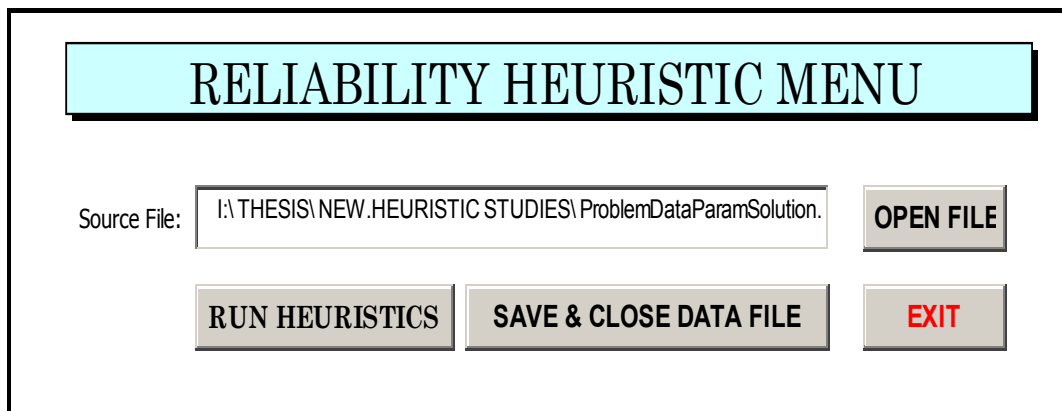 RELIABILITY HEURISTIC MENU
Source File: I:\ THESIS\ NEW.HEURISTIC STUDIES\ ProblemDataParamSolution. OPEN FILE
RUN HEURISTICS SAVE & CLOSE DATA FILE EXIT